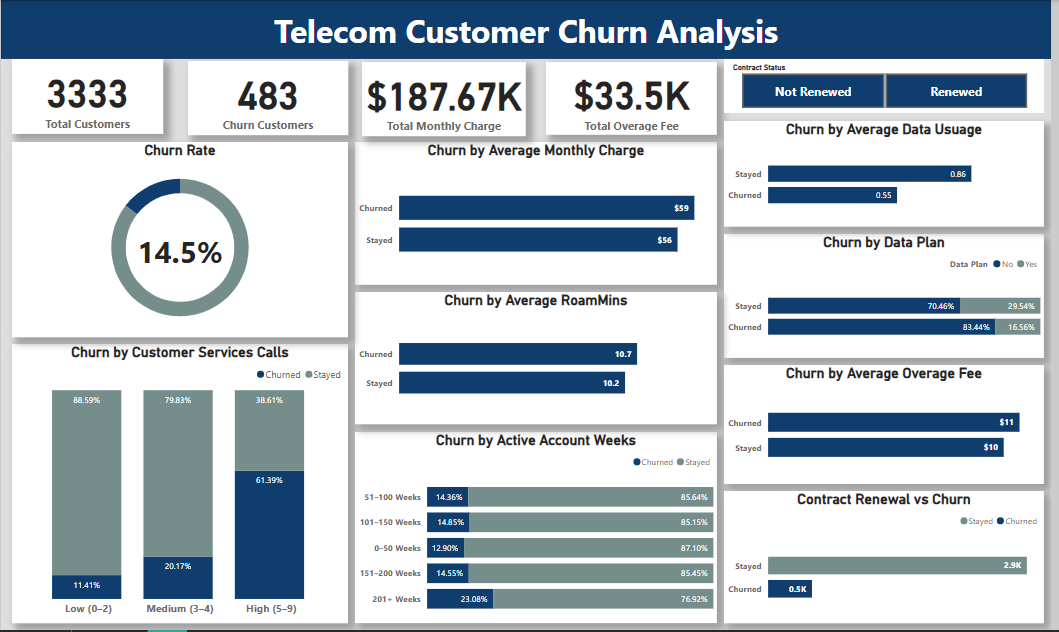 Telecom Customer Churn Analysis
3333
Total Customers
483
Churn Customers
$187.67K
Total Monthly Charge
$33.5K
Total Overage Fee
Contract Status
Not Renewed
Renewed
Churn Rate
14.5%
Churn by Customer Services Calls
Churned Stayed
88.59% 79.83% 38.61%
61.39%
20.17%
11.41%
Low (0–2) Medium (3–4) High (5–9)
Churn by Average Monthly Charge
Churned $59
Stayed $56
Churn by Average RoamMins
Churned 10.7
Stayed 10.2
Churn by Active Account Weeks
Churned Stayed
51–100 Weeks 14.36% 85.64%
101–150 Weeks 14.85% 85.15%
0–50 Weeks 12.90% 87.10%
151–200 Weeks 14.55% 85.45%
201+ Weeks 23.08% 76.92%
Churn by Average Data Usuage
Stayed 0.86
Churned 0.55
Churn by Data Plan
Data Plan No Yes
Stayed 70.46% 29.54%
Churned 83.44% 16.56%
Churn by Average Overage Fee
Churned $11
Stayed $10
Contract Renewal vs Churn
Stayed Churned
Stayed 2.9K
Churned 0.5K